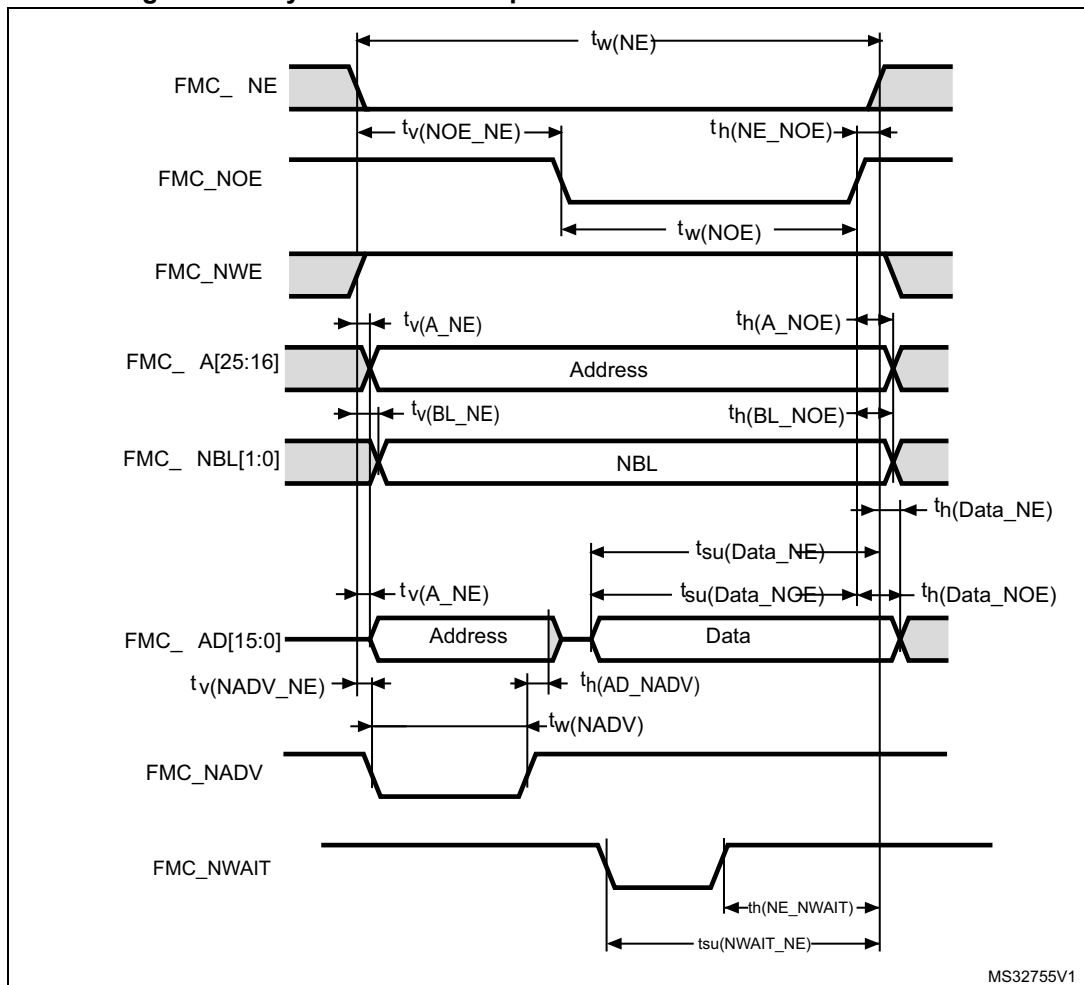 tw(NE)
FMC_ NE
tv(NOE_NE)
th(NE_NOE)
FMC_NOE
tw(NOE)
FMC_NWE
tv(A_NE)
th(A_NOE)
FMC_ A[25:16]
Address
tv(BL_NE)
th(BL_NOE)
FMC_ NBL[1:0]
NBL
th(Data_NE)
tsu(Data_NE)
tv(A_NE)
tsu(Data_NOE)
th(Data_NOE)
FMC_ AD[15:0]
Address
Data
tv(NADV_NE)
th(AD_NADV)
tw(NADV)
FMC_NADV
FMC_NWAIT
th(NE_NWAIT)
tsu(NWAIT_NE)
MS32755V1